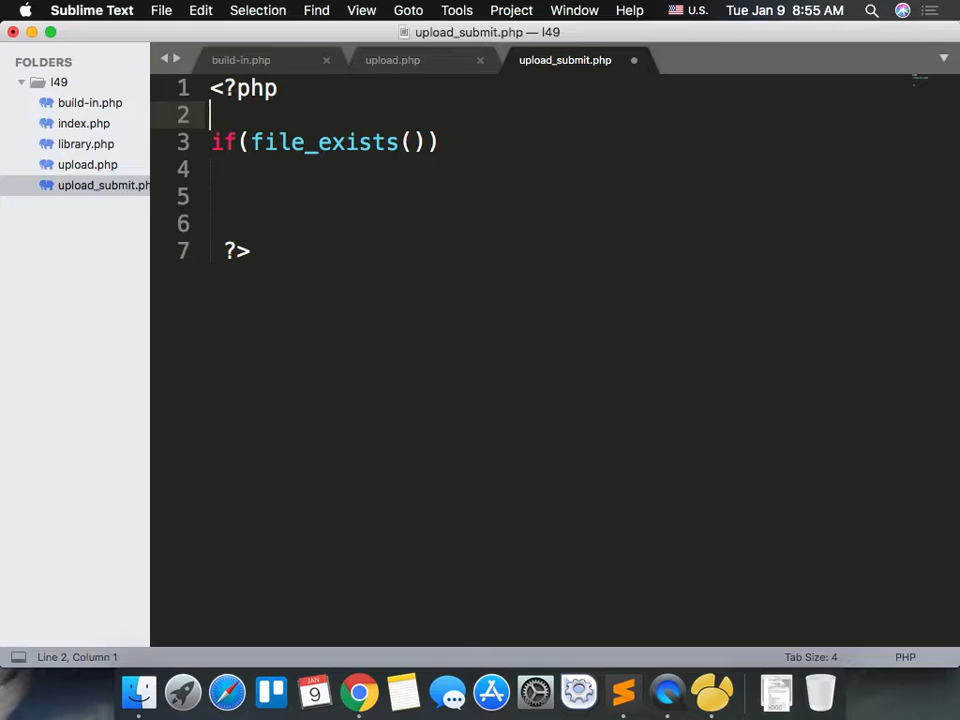 Sublime Text File Edit Selection Find View Goto Tools Project Window Help U.S. Tue Jan 9 8:55 AM
upload_submit.php — l49
FOLDERS
l49
build-in.php
index.php
library.php
upload.php
upload_submit.ph
build-in.php × upload.php × upload_submit.php
1 <?php
2
3 if(file_exists())
4
5
6
7 ?>
Line 2, Column 1 Tab Size: 4 PHP
JAN
9